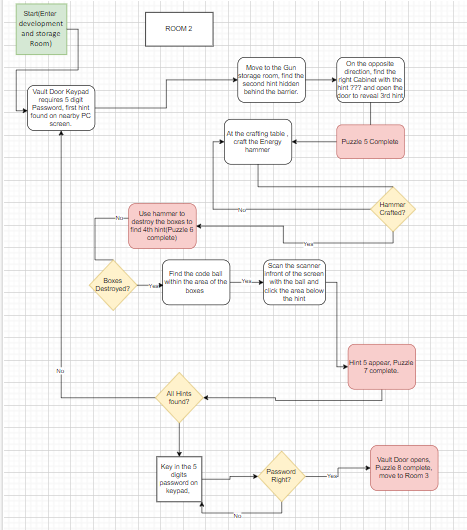 Start(Enter
development
and storage
Room)
ROOM 2
Vault Door Keypad
requires 5 digit
Password, first hint
found on nearby PC
screen.
Move to the Gun
storage room, find the
second hint hidden
behind the barrier.
On the opposite
direction, find the
right Cabinet with the
hint ??? and open the
door to reveal 3rd hint
At the crafting table ,
craft the Energy
hammer
Puzzle 5 Complete
Hammer
Crafted?
No
Yes
Use hammer to
destroy the boxes to
find 4th hint(Puzzle 6
complete)
No
Boxes
Destroyed?
Yes
Find the code ball
within the area of the
boxes
Yes
Scan the scanner
infront of the screen
with the ball and
click the area below
the hint
Hint 5 appear, Puzzle
7 complete.
No
All Hints
found?
Key in the 5
digits
password on
keypad,
Password
Right?
Yes
No
Vault Door opens,
Puzzle 8 complete,
move to Room 3